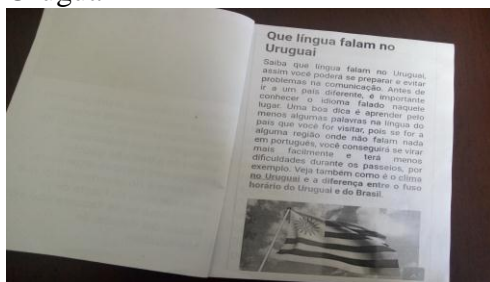 Que língua falam no
Uruguai
Saiba que língua falam no Uruguai,
assim você poderá se preparar e evitar
problemas na comunicação. Antes de
ir a um país diferente, é importante
conhecer o idioma falado naquele
lugar. Uma boa dica é aprender pelo
menos algumas palavras na língua do
país que você for visitar, pois se for a
alguma região onde não falam nada
em português, você conseguirá se virar
mais facilmente e terá menos
dificuldades durante os passeios, por
exemplo. Veja também como é o clima
no Uruguai e a diferença entre o fuso
horário do Uruguai e do Brasil.